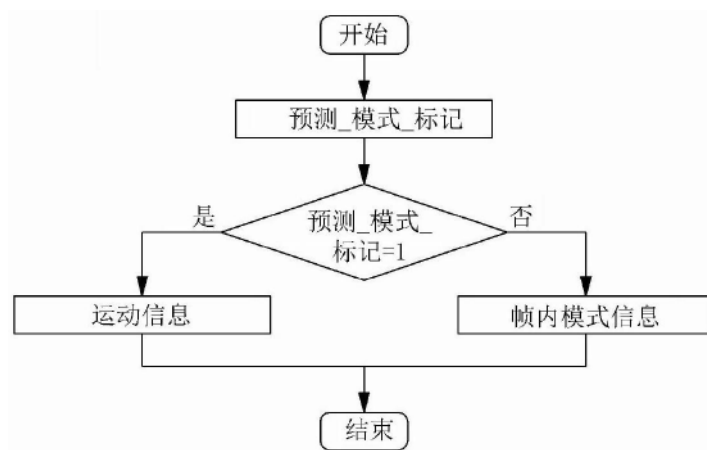 开始
预测_模式_标记
预测_模式_
标记=1
是
否
运动信息
帧内模式信息
结束